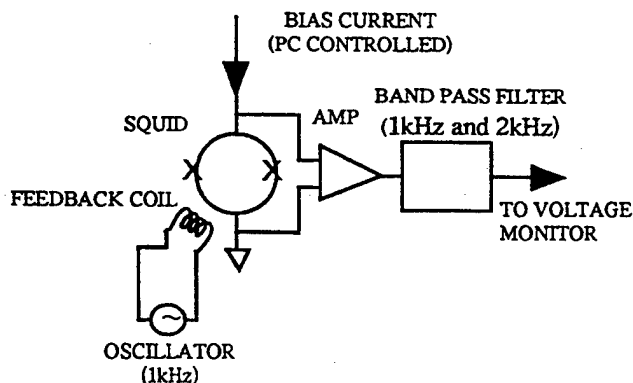 BIAS CURRENT
(PC CONTROLLED)
SQUID
AMP
BAND PASS FILTER
(1kHz and 2kHz)
X
X
FEEDBACK COIL
TO VOLTAGE
MONITOR
~
OSCILLATOR
(1kHz)